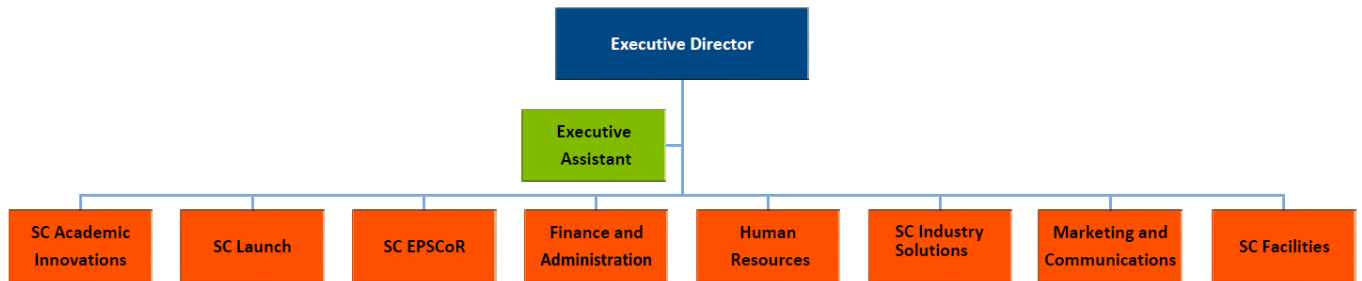 Executive Director
Executive
Assistant
SC Academic
Innovations
SC Launch
SC EPSCoR
Finance and
Administration
Human
Resources
SC Industry
Solutions
Marketing and
Communications
SC Facilities